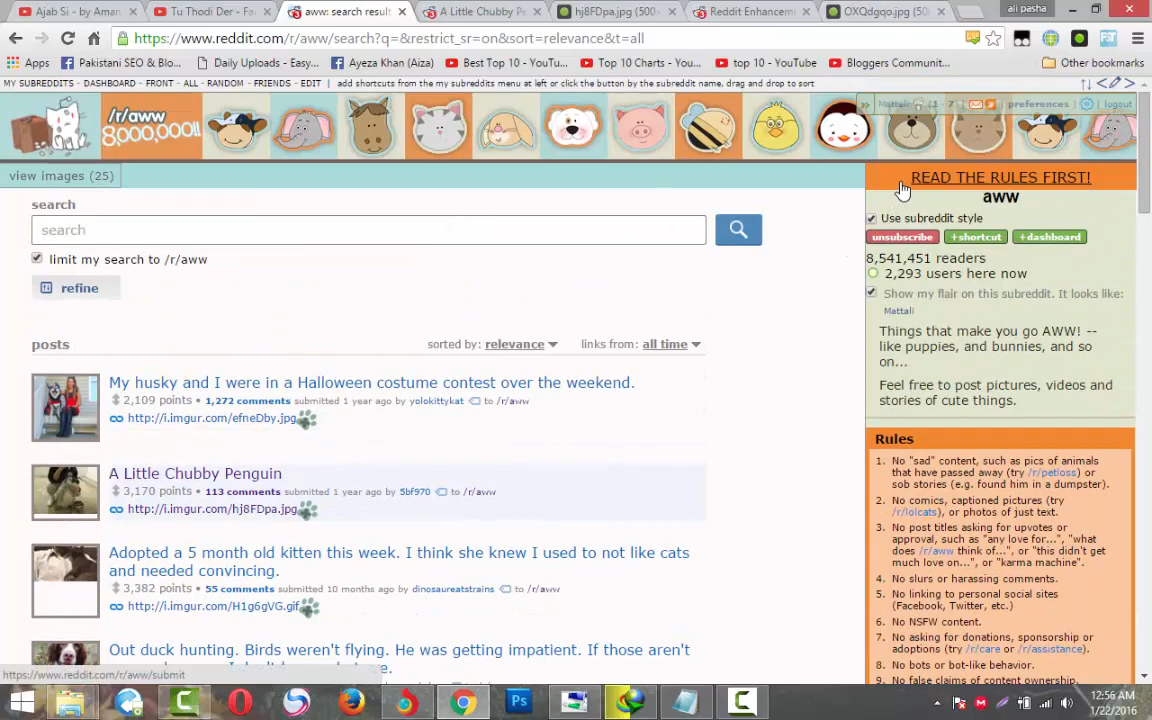 Ajab Si - by Aman
Tu Thodi Der - Fa
aww: search result
A Little Chubby Pe
hj8FDpa.jpg (500
Reddit Enhancemen
OXQdgqo.jpg (500
ali pasha
https://www.reddit.com/r/aww/search?q=&restrict_sr=on&sort=relevance&t=all
Apps
Pakistani SEO & Blo...
Daily Uploads - Easy...
Ayeza Khan (Aiza)
Best Top 10 - YouTu...
Top 10 Charts - You...
top 10 - YouTube
Bloggers Communit...
Other bookmarks
MY SUBREDDITS - DASHBOARD - FRONT - ALL - RANDOM - FRIENDS - EDIT
add shortcuts from the my subreddits menu at left or click the button by the subreddit name, drag and drop to sort
/r/aww
8,000,000!!
Mattali (1 · 7)
preferences
logout
view images (25)
READ THE RULES FIRST!
aww
search
search
limit my search to /r/aww
refine
Use subreddit style
unsubscribe
+shortcut
+dashboard
8,541,451 readers
2,293 users here now
Show my flair on this subreddit. It looks like:
Mattali
Things that make you go AWW! --
like puppies, and bunnies, and so
on...
Feel free to post pictures, videos and
stories of cute things.
posts
sorted by: relevance
links from: all time
My husky and I were in a Halloween costume contest over the weekend.
2,109 points • 1,272 comments submitted 1 year ago by yolokittykat to /r/aww
http://i.imgur.com/efneDby.jpg
A Little Chubby Penguin
3,170 points • 113 comments submitted 1 year ago by 5bf970 to /r/aww
http://i.imgur.com/hj8FDpa.jpg
Adopted a 5 month old kitten this week. I think she knew I used to not like cats
and needed convincing.
3,382 points • 55 comments submitted 10 months ago by dinosaureatstrains to /r/aww
http://i.imgur.com/H1g6gVG.gif
Out duck hunting. Birds weren't flying. He was getting impatient. If those aren't
Rules
1. No "sad" content, such as pics of animals
that have passed away (try /r/petloss) or
sob stories (e.g. found him in a dumpster).
2. No comics, captioned pictures (try
/r/lolcats), or photos of just text.
3. No post titles asking for upvotes or
approval, such as "any love for...", "what
does /r/aww think of...", or "this didn't get
much love on...", or "karma machine".
4. No slurs or harassing comments.
5. No linking to personal social sites
(Facebook, Twitter, etc.)
6. No NSFW content.
7. No asking for donations, sponsorship or
adoptions (try /r/care or /r/assistance).
8. No bots or bot-like behavior.
9. No false claims of content ownership.
https://www.reddit.com/r/aww/submit
12:56 AM
1/22/2016